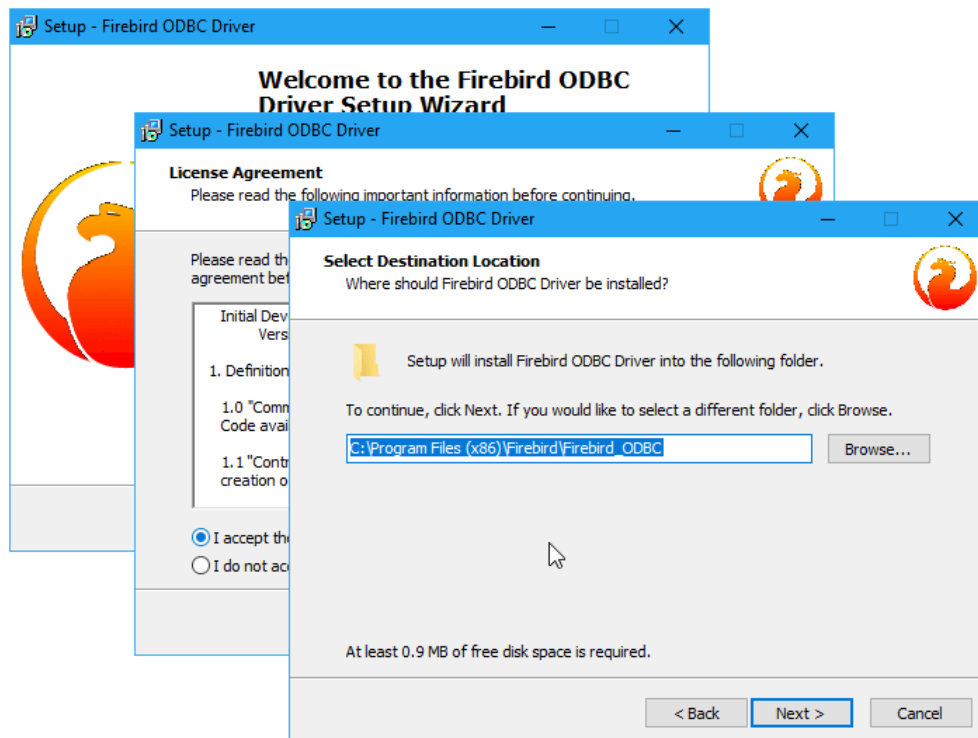 Setup - Firebird ODBC Driver
Welcome to the Firebird ODBC
Driver Setup Wizard
Setup - Firebird ODBC Driver
License Agreement
Please read the following important information before continuing.
Please read th
agreement bef
Initial Dev
Vers
1. Definition
1.0 "Comm
Code avai
1.1 "Contr
creation o
I accept the
I do not acc
Setup - Firebird ODBC Driver
Select Destination Location
Where should Firebird ODBC Driver be installed?
Setup will install Firebird ODBC Driver into the following folder.
To continue, click Next. If you would like to select a different folder, click Browse.
C:\Program Files (x86)\Firebird\Firebird_ODBC
Browse...
At least 0.9 MB of free disk space is required.
< Back
Next >
Cancel